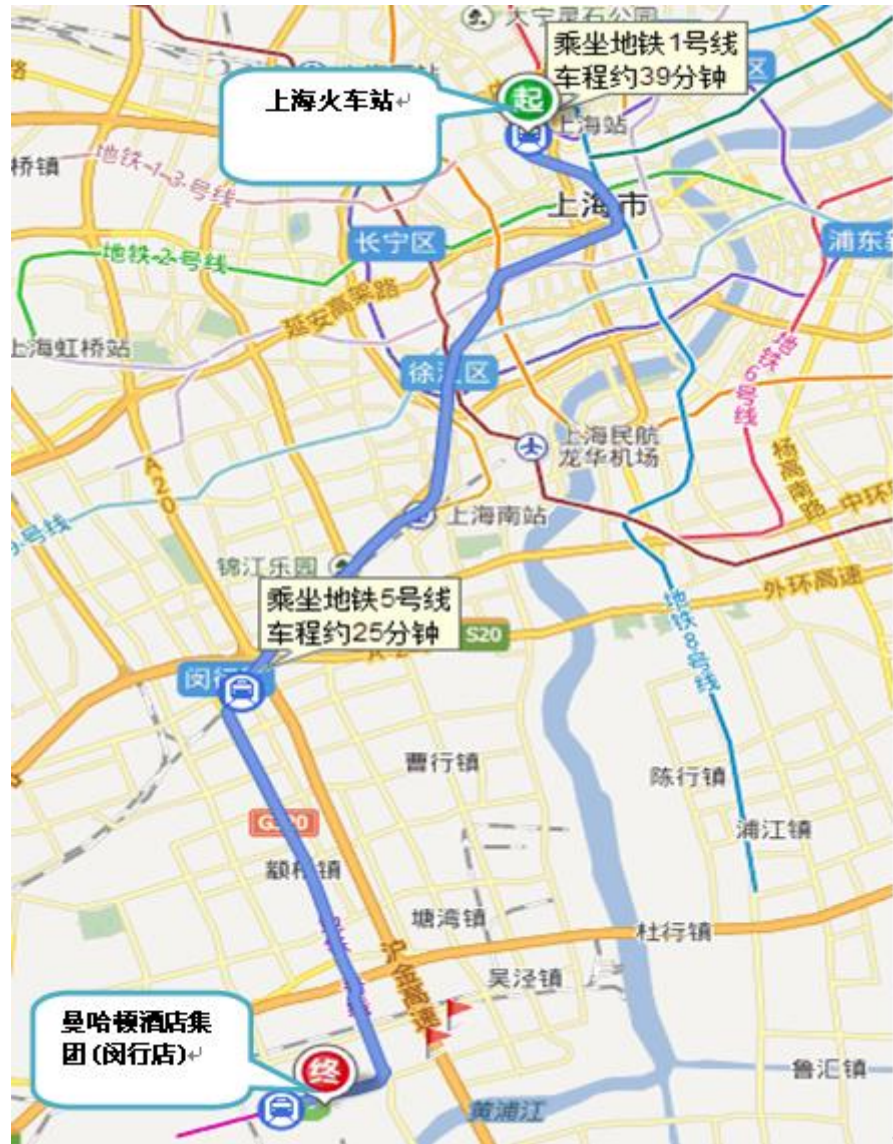 大宁灵石公园
乘坐地铁1号线
车程约39分钟
区
上海火车站
起
上海站
桥镇
地铁-1-3-号线
上海市
长宁区
浦东新
地铁-2-号线
延安高架路
上海虹桥站
徐汇区
地铁6号线
上海民航
龙华机场
杨高南路
A20
中环
上海南站
9-号线
锦江乐园
外环高速
乘坐地铁5号线
车程约25分钟
S20
地铁8号线
闵行
曹行镇
陈行镇
浦江镇
颛桥镇
塘湾镇
杜行镇
沪金高速
吴泾镇
曼哈顿酒店集
团(闵行店)
终
鲁汇镇
黄浦江